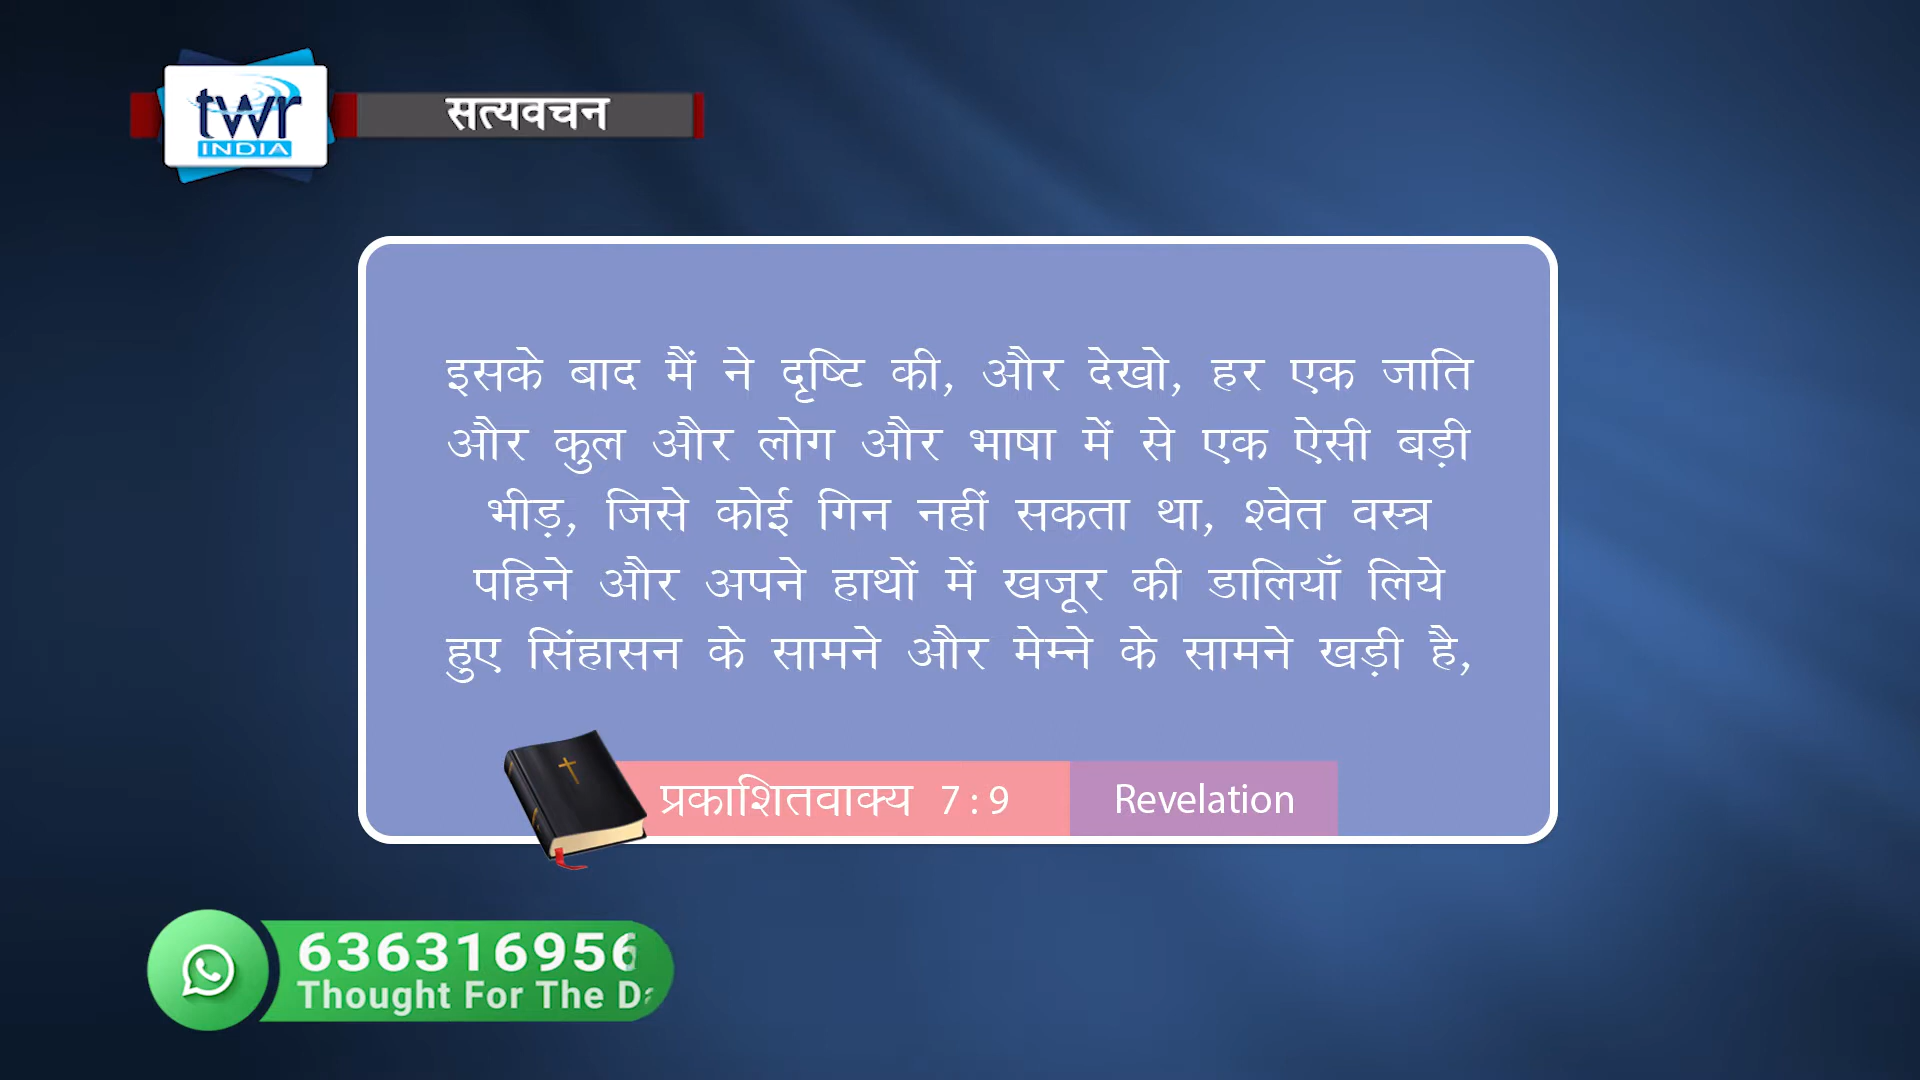 twr
INDIA
सत्यवचन
इसके बाद मैं ने दृष्टि की, और देखो, हर एक जाति
और कुल और लोग और भाषा में से एक ऐसी बड़ी
भीड़, जिसे कोई गिन नहीं सकता था, श्वेत वस्त्र
पहिने और अपने हाथों में खजूर की डालियाँ लिये
हुए सिंहासन के सामने और मेम्ने के सामने खड़ी है,
प्रकाशितवाक्य 7 : 9 Revelation
636316956
Thought For The